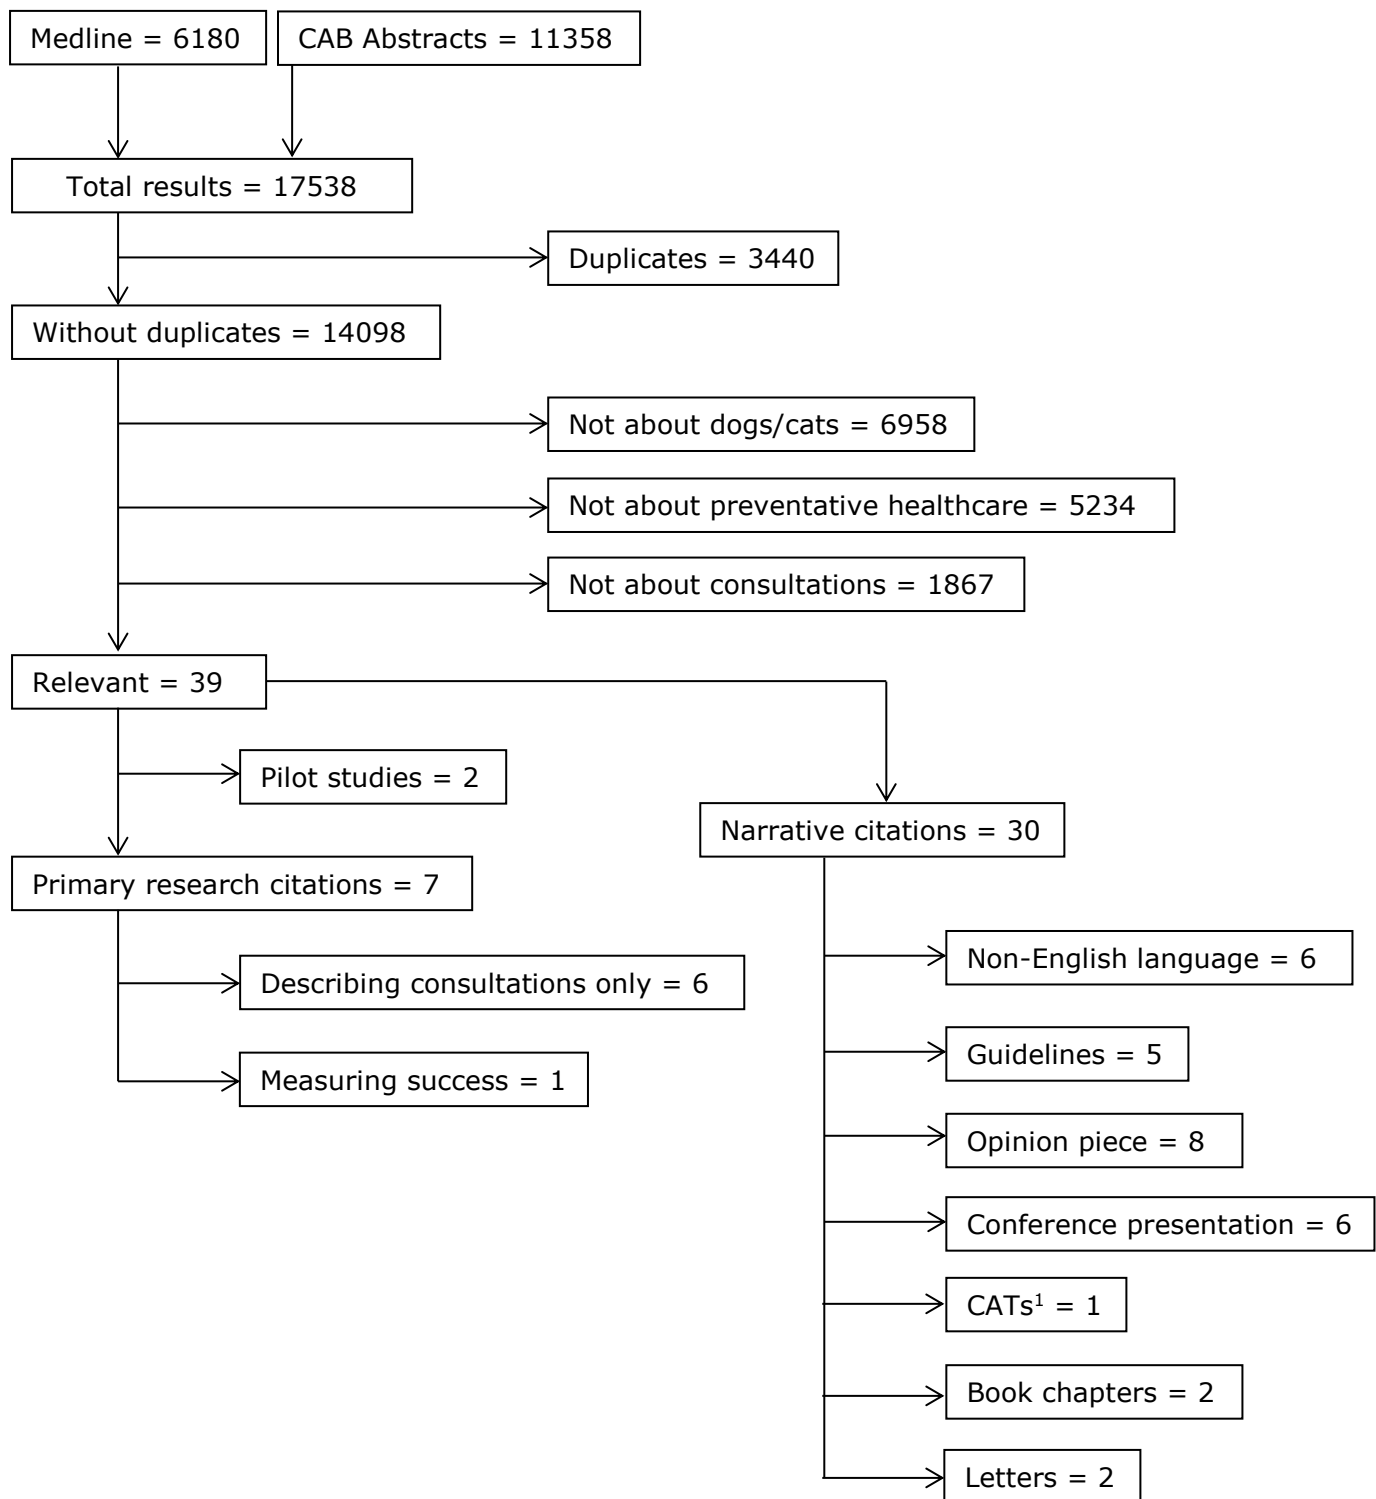 Medline = 6180
CAB Abstracts = 11358
Total results = 17538
Duplicates = 3440
Without duplicates = 14098
Not about dogs/cats = 6958
Not about preventative healthcare = 5234
Not about consultations = 1867
Relevant = 39
Pilot studies = 2
Narrative citations = 30
Primary research citations = 7
Describing consultations only = 6
Measuring success = 1
Non-English language = 6
Guidelines = 5
Opinion piece = 8
Conference presentation = 6
CATs¹ = 1
Book chapters = 2
Letters = 2